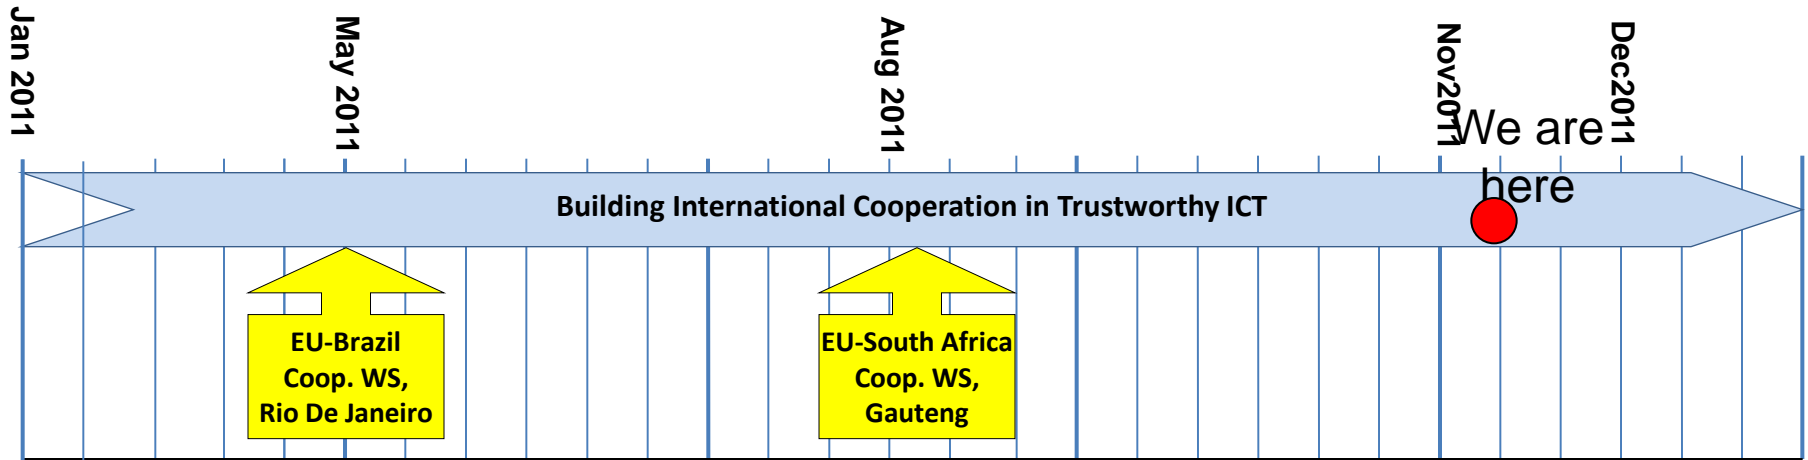 Jan 2011
May 2011
Aug 2011
Nov2011
Dec2011
We are
here
Building International Cooperation in Trustworthy ICT
EU-Brazil
Coop. WS,
Rio De Janeiro
EU-South Africa
Coop. WS,
Gauteng